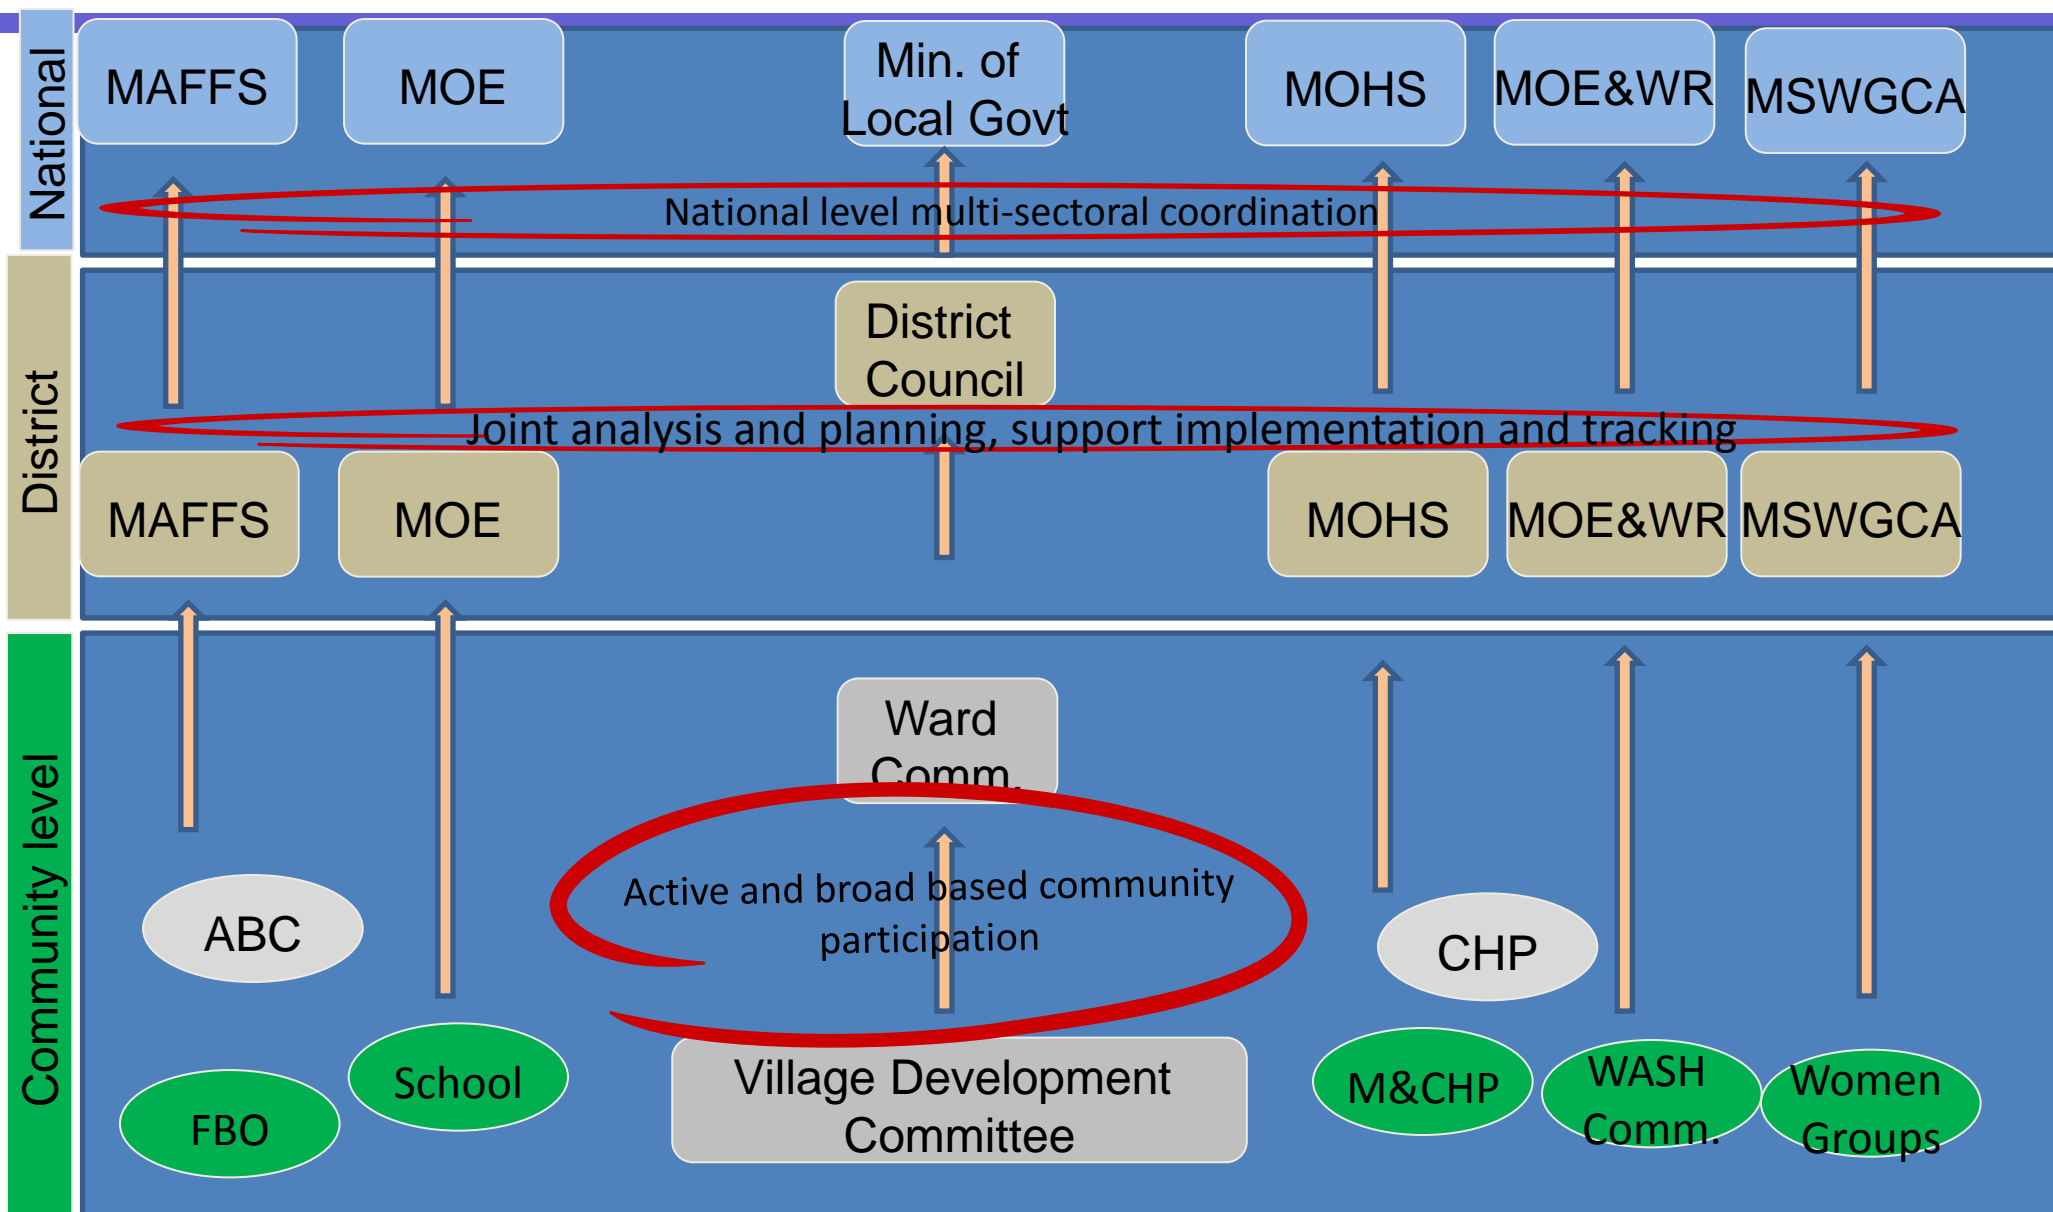 National
MAFFS
MOE
Min. of
Local Govt
MOHS
MOE&WR
MSWGCA
National level multi-sectoral coordination
District
District
Council
Joint analysis and planning, support implementation and tracking
MAFFS
MOE
MOHS
MOE&WR
MSWGCA
Community level
Ward
Comm.
Active and broad based community
participation
ABC
CHP
School
FBO
Village Development
Committee
M&CHP
WASH
Comm.
Women
Groups